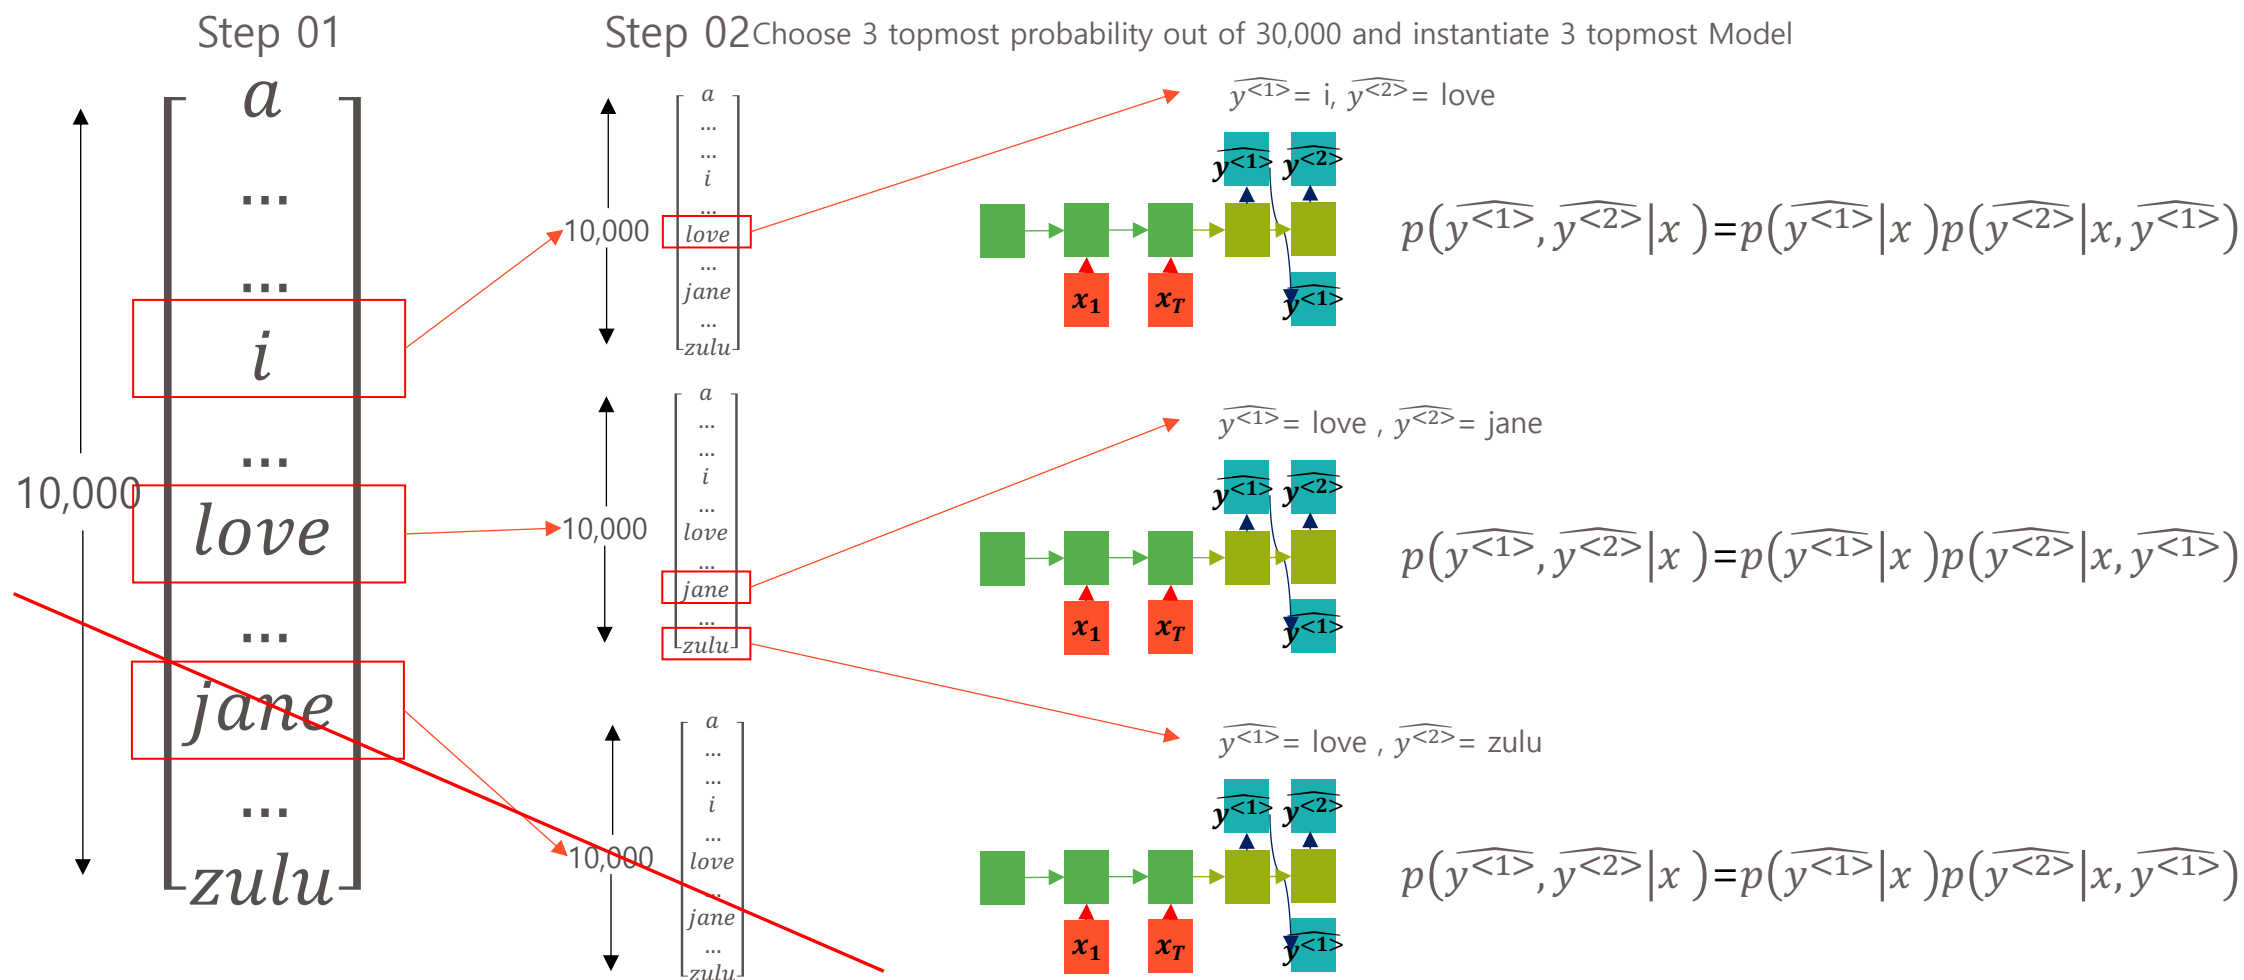 Step 01
Step 02 Choose 3 topmost probability out of 30,000 and instantiate 3 topmost Model
10,000
a
...
...
i
...
love
...
jane
...
zulu
10,000
a
...
...
i
...
love
...
jane
...
zulu
10,000
a
...
...
i
...
love
...
jane
...
zulu
10,000
a
...
...
i
...
love
...
jane
...
zulu
ŷ^{<1>} = i, ŷ^{<2>} = love
ŷ^{<1>} ŷ^{<2>}
x₁ x_T ŷ^{<1>}
p(ŷ^{<1>}, ŷ^{<2>}|x )=p(ŷ^{<1>}|x )p(ŷ^{<2>}|x, ŷ^{<1>})
ŷ^{<1>} = love , ŷ^{<2>} = jane
ŷ^{<1>} ŷ^{<2>}
x₁ x_T ŷ^{<1>}
p(ŷ^{<1>}, ŷ^{<2>}|x )=p(ŷ^{<1>}|x )p(ŷ^{<2>}|x, ŷ^{<1>})
ŷ^{<1>} = love , ŷ^{<2>} = zulu
ŷ^{<1>} ŷ^{<2>}
x₁ x_T ŷ^{<1>}
p(ŷ^{<1>}, ŷ^{<2>}|x )=p(ŷ^{<1>}|x )p(ŷ^{<2>}|x, ŷ^{<1>})